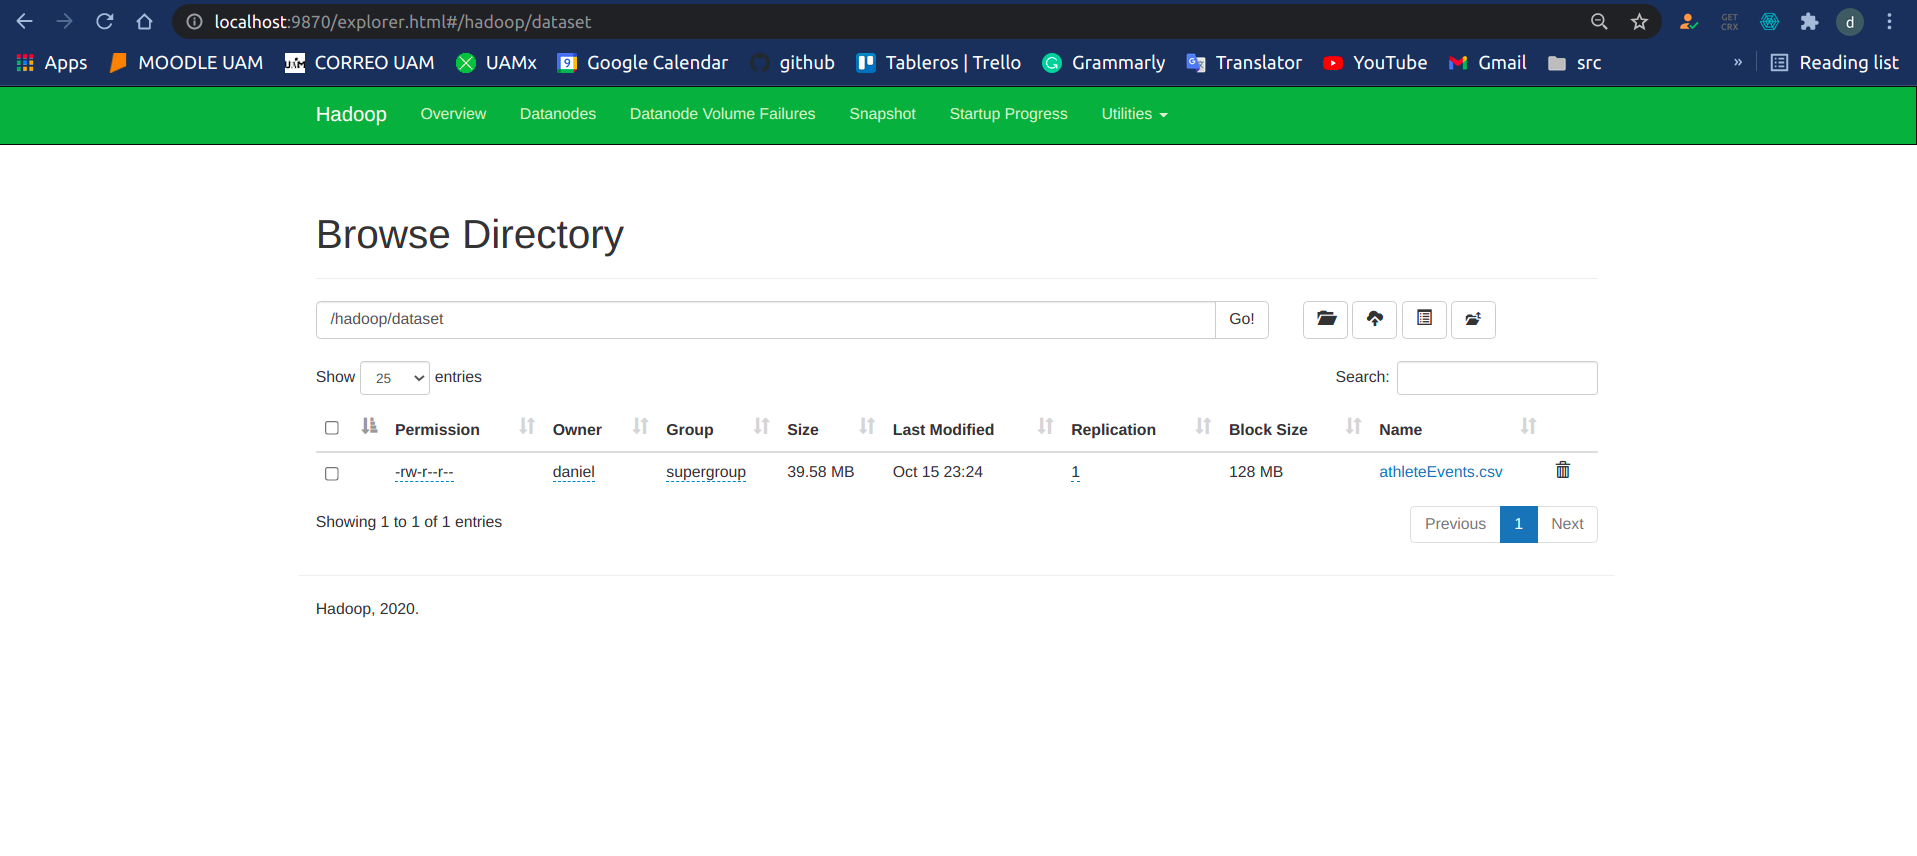 localhost:9870/explorer.html#/hadoop/dataset
GET CRX
d
Apps MOODLE UAM UAM CORREO UAM UAMx 9 Google Calendar github Tableros | Trello Grammarly Translator YouTube Gmail src » Reading list
Hadoop Overview Datanodes Datanode Volume Failures Snapshot Startup Progress Utilities
Browse Directory
/hadoop/dataset Go!
Show 25 entries Search:
Permission Owner Group Size Last Modified Replication Block Size Name
-rw-r--r-- daniel supergroup 39.58 MB Oct 15 23:24 1 128 MB athleteEvents.csv
Showing 1 to 1 of 1 entries Previous 1 Next
Hadoop, 2020.